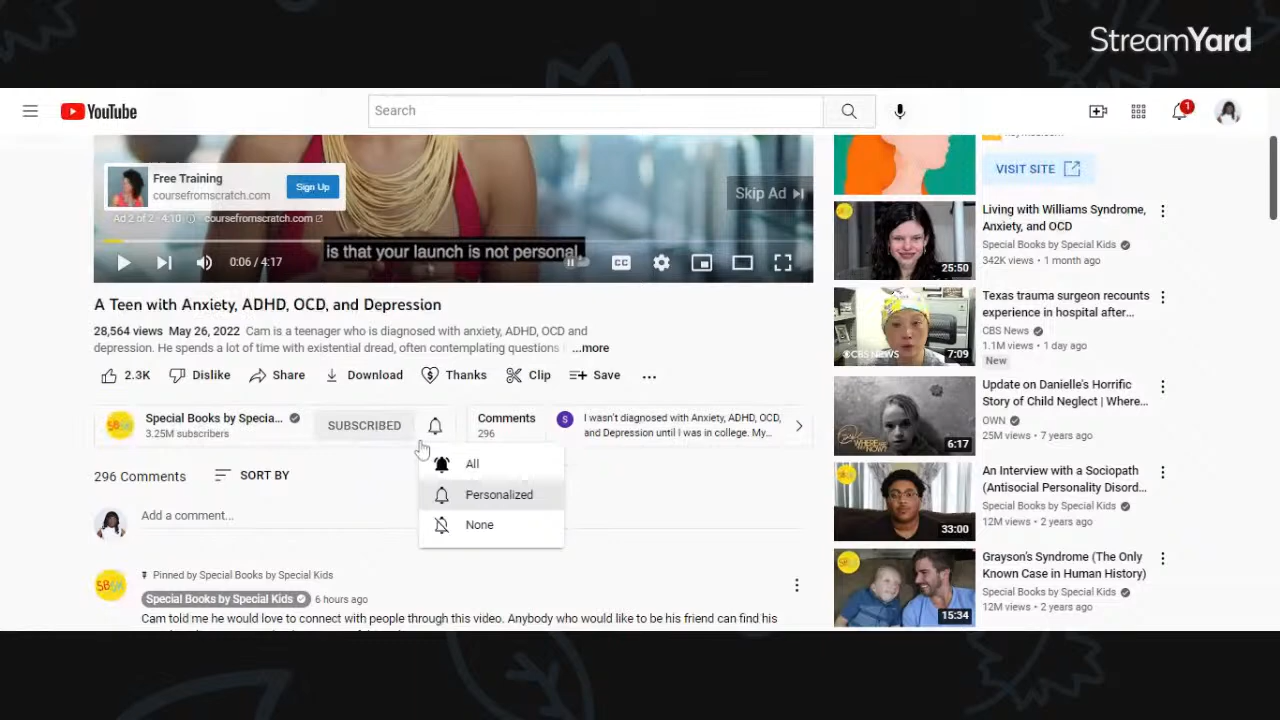 StreamYard
YouTube
Search
1
Free Training
coursefromscratch.com
Sign Up
Ad 2 of 2 · 4:10
coursefromscratch.com
Skip Ad
is that your launch is not personal,
0:06 / 4:17
CC
A Teen with Anxiety, ADHD, OCD, and Depression
28,564 views May 26, 2022 Cam is a teenager who is diagnosed with anxiety, ADHD, OCD and
depression. He spends a lot of time with existential dread, often contemplating questions
...more
2.3K
Dislike
Share
Download
Thanks
Clip
Save
Special Books by Specia...
3.25M subscribers
SUBSCRIBED
Comments
296
S
I wasn't diagnosed with Anxiety, ADHD, OCD,
and Depression until I was in college. My...
All
Personalized
None
296 Comments
SORT BY
Add a comment...
Pinned by Special Books by Special Kids
Special Books by Special Kids
6 hours ago
Cam told me he would love to connect with people through this video. Anybody who would like to be his friend can find his
VISIT SITE
25:50
Living with Williams Syndrome,
Anxiety, and OCD
Special Books by Special Kids
342K views • 1 month ago
CBS NEWS
7:09
Texas trauma surgeon recounts
experience in hospital after...
CBS News
1.1M views • 1 day ago
New
6:17
Update on Danielle's Horrific
Story of Child Neglect | Where...
OWN
25M views • 7 years ago
33:00
An Interview with a Sociopath
(Antisocial Personality Disord...
Special Books by Special Kids
12M views • 2 years ago
15:34
Grayson's Syndrome (The Only
Known Case in Human History)
Special Books by Special Kids
12M views • 2 years ago